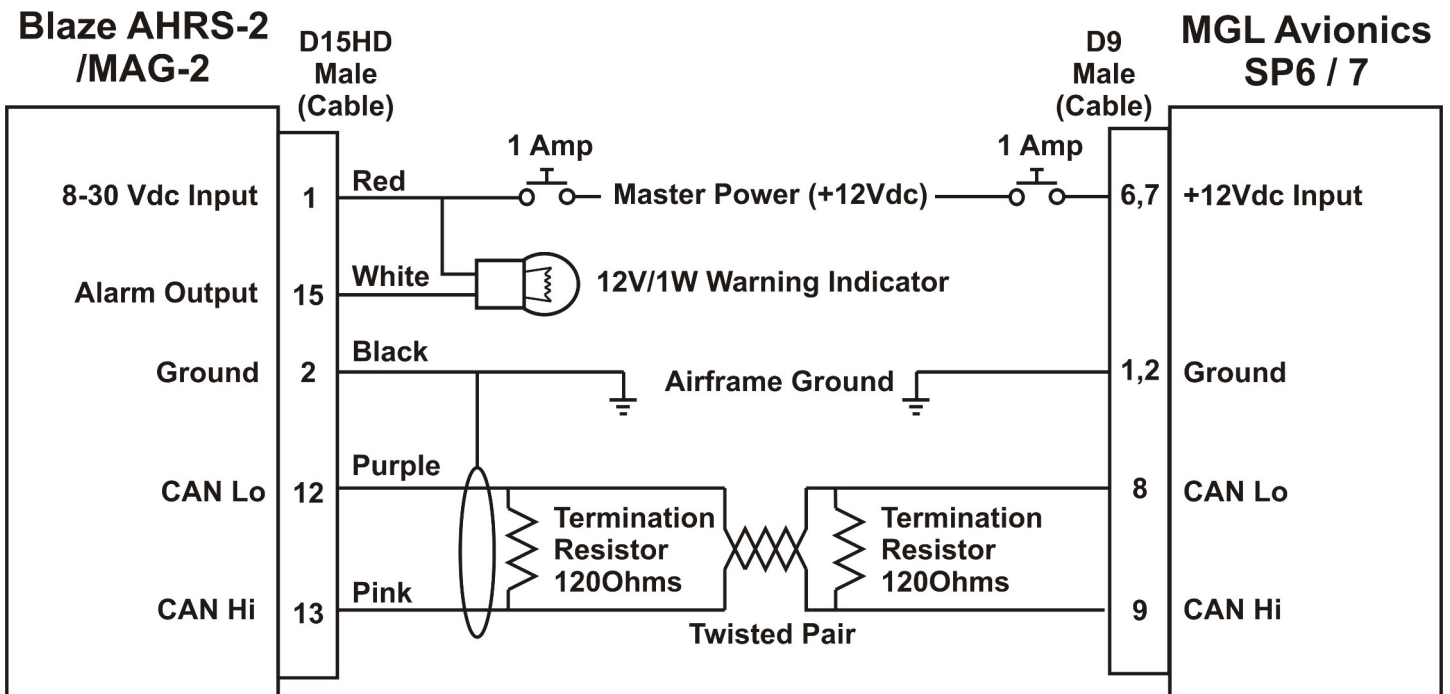 Blaze AHRS-2
/MAG-2
D15HD
Male
(Cable)
D9
Male
(Cable)
MGL Avionics
SP6 / 7
1 Amp
1 Amp
8-30 Vdc Input
1
Red
Master Power (+12Vdc)
6,7
+12Vdc Input
Alarm Output
15
White
12V/1W Warning Indicator
Ground
2
Black
Airframe Ground
1,2
Ground
CAN Lo
12
Purple
8
CAN Lo
Termination
Resistor
120Ohms
Termination
Resistor
120Ohms
CAN Hi
13
Pink
9
CAN Hi
Twisted Pair